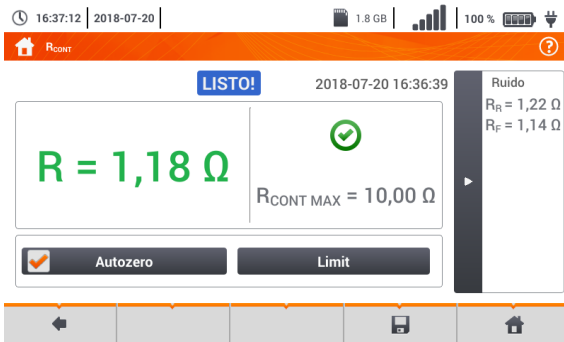 16:37:12 2018-07-20 1.8 GB 100 %
RCONT ?
LISTO! 2018-07-20 16:36:39
R = 1,18 Ω
RCONT MAX = 10,00 Ω
Ruido
RR = 1,22 Ω
RF = 1,14 Ω
Autozero Limit